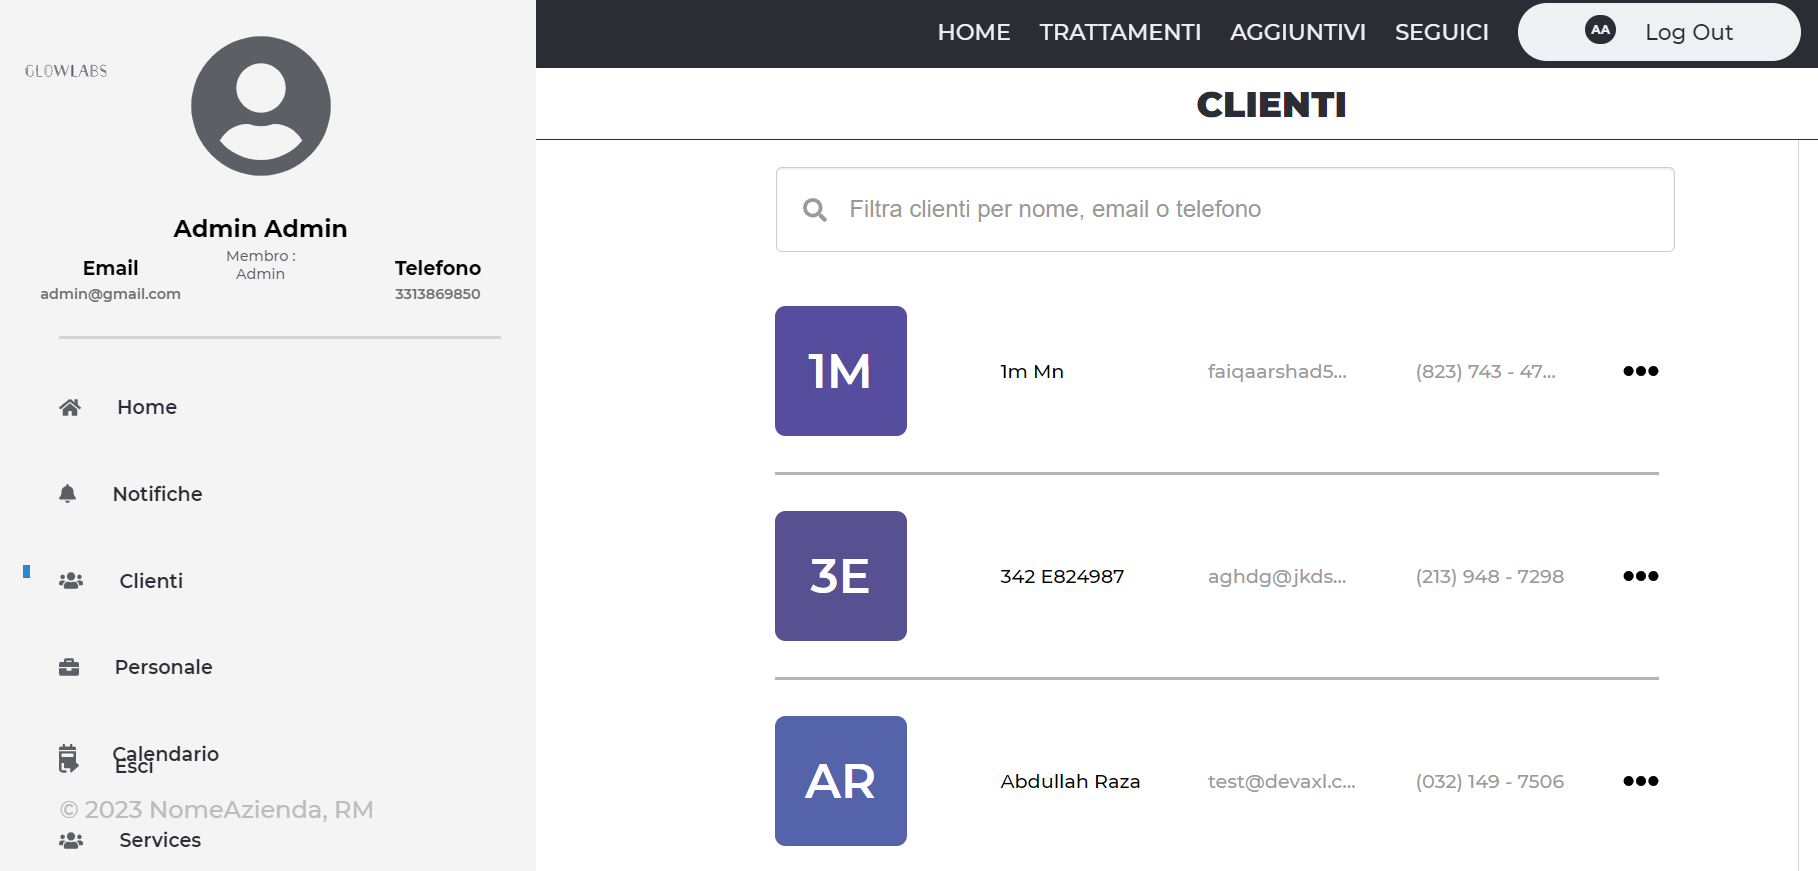 GLOWLABS
Admin Admin
Membro :
Admin
Email
admin@gmail.com
Telefono
3313869850
Home
Notifiche
Clienti
Personale
Calendario
Esci
© 2023 NomeAzienda, RM
Services
HOME TRATTAMENTI AGGIUNTIVI SEGUICI AA Log Out
CLIENTI
Filtra clienti per nome, email o telefono
1M 1m Mn faiqaarshad5... (823) 743 - 47...
3E 342 E824987 aghdg@jkds... (213) 948 - 7298
AR Abdullah Raza test@devaxl.c... (032) 149 - 7506